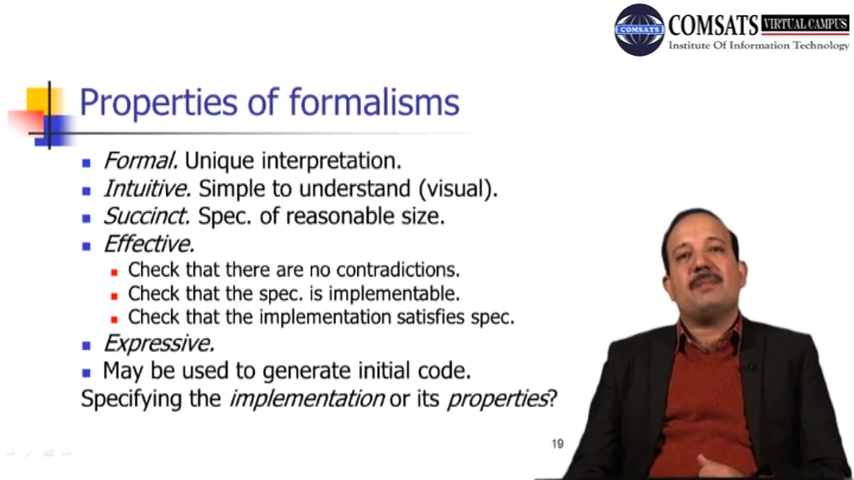 COMSATS VIRTUAL CAMPUS
Institute Of Information Technology
COMSATS
Properties of formalisms
Formal. Unique interpretation.
Intuitive. Simple to understand (visual).
Succinct. Spec. of reasonable size.
Effective.
Check that there are no contradictions.
Check that the spec. is implementable.
Check that the implementation satisfies spec.
Expressive.
May be used to generate initial code.
Specifying the implementation or its properties?
19